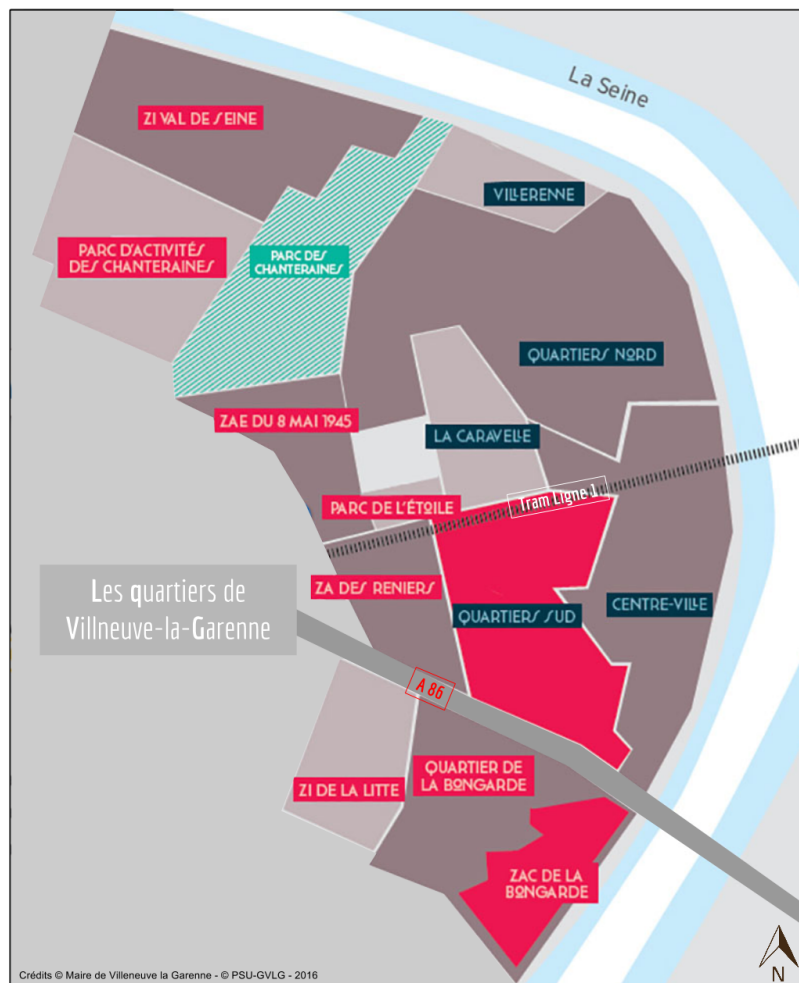 La Seine
ZI VAL DE SEINE
VILLERENNE
PARC D'ACTIVITÉS
DES CHANTERAINES
PARC DES
CHANTERAINES
QUARTIERS NORD
ZAE DU 8 MAI 1945
LA CARAVELLE
Tram Ligne 1
PARC DE L'ÉTOILE
ZA DES RENIERS
QUARTIERS SUD
CENTRE-VILLE
Les quartiers de
Villneuve-la-Garenne
A 86
ZI DE LA LITTE
QUARTIER DE
LA BONGARDE
ZAC DE LA
BONGARDE
N
Crédits © Maire de Villeneuve la Garenne - © PSU-GVLG - 2016